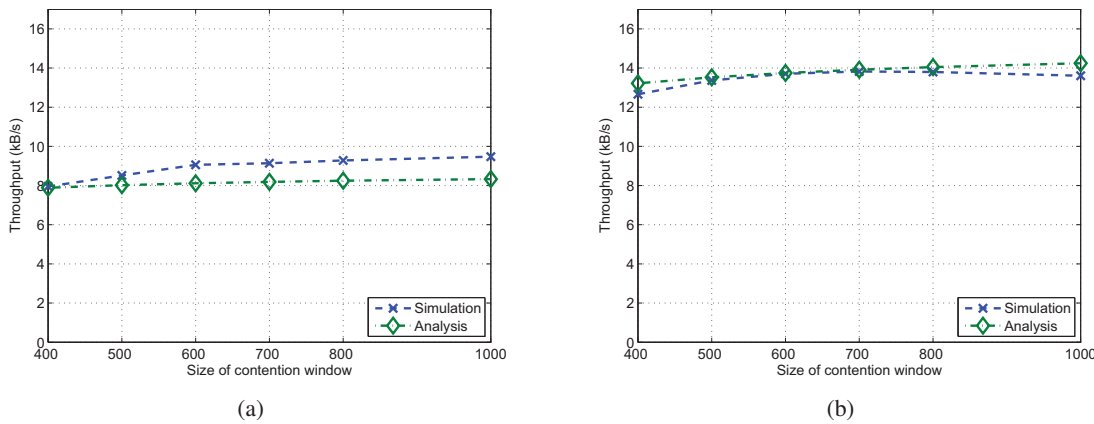 16
14
12
10
8
6
4
2
0
Throughput (kB/s)
400 500 600 700 800 1000
Size of contention window
Simulation
Analysis
(a)
16
14
12
10
8
6
4
2
0
Throughput (kB/s)
400 500 600 700 800 1000
Size of contention window
Simulation
Analysis
(b)